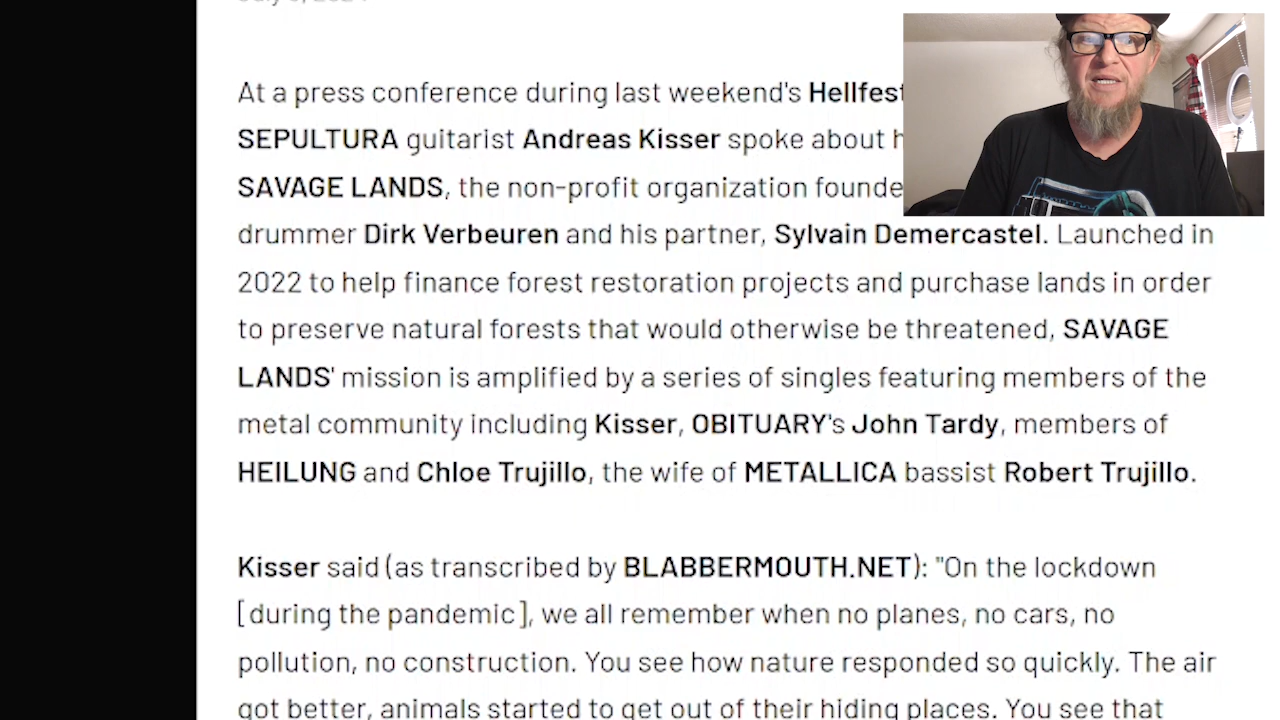 At a press conference during last weekend's Hellfest
SEPULTURA guitarist Andreas Kisser spoke about
SAVAGE LANDS, the non-profit organization
drummer Dirk Verbeuren and his partner, Sylvain Demercastel. Launched in
2022 to help finance forest restoration projects and purchase lands in order
to preserve natural forests that would otherwise be threatened, SAVAGE
LANDS' mission is amplified by a series of singles featuring members of the
metal community including Kisser, OBITUARY's John Tardy, members of
HEILUNG and Chloe Trujillo, the wife of METALLICA bassist Robert Trujillo.
Kisser said (as transcribed by BLABBERMOUTH.NET): "On the lockdown
[during the pandemic], we all remember when no planes, no cars, no
pollution, no construction. You see how nature responded so quickly. The air
got better, animals started to get out of their hiding places. You see that